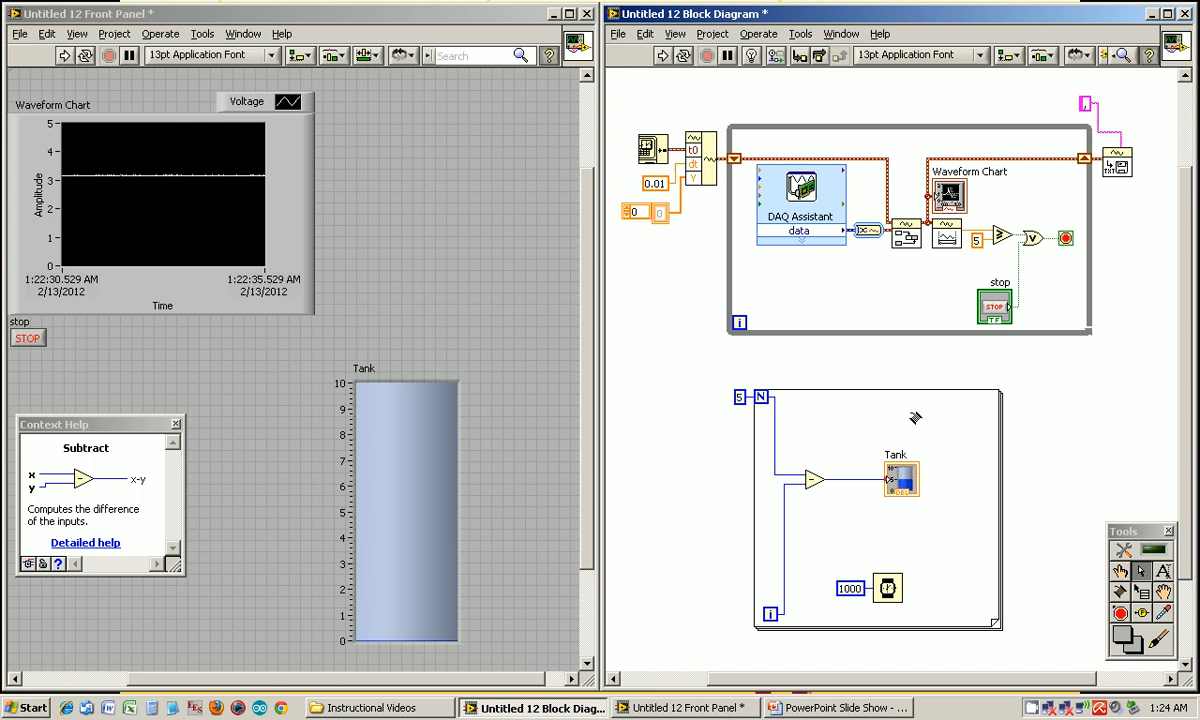 Untitled 12 Front Panel *
File Edit View Project Operate Tools Window Help
13pt Application Font
Search
?
Waveform Chart
Voltage
Amplitude
5
4
3
2
1
0
1:22:30.529 AM
2/13/2012
1:22:35.529 AM
2/13/2012
Time
stop
STOP
Tank
10
9
8
7
6
5
4
3
2
1
0
Context Help
Subtract
x
y
x-y
Computes the difference
of the inputs.
Detailed help
?
Untitled 12 Block Diagram *
File Edit View Project Operate Tools Window Help
13pt Application Font
?
t0
dt
Y
0.01
0
0
DAQ Assistant
data
Waveform Chart
TXT
5
V
stop
STOP
TF
i
5
N
Tank
DBL
1000
i
Tools
A
Start
Instructional Videos
Untitled 12 Block Diag...
Untitled 12 Front Panel *
PowerPoint Slide Show - ...
1:24 AM